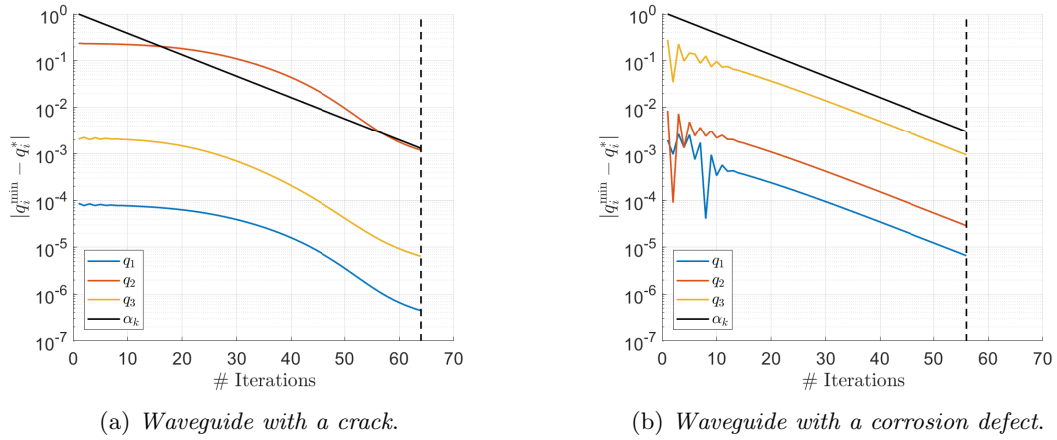 10^0
10^-1
10^-2
10^-3
10^-4
10^-5
10^-6
10^-7
|q_i^min − q_i^*|
q_1
q_2
q_3
α_k
0 10 20 30 40 50 60 70
# Iterations
(a) Waveguide with a crack.
10^0
10^-1
10^-2
10^-3
10^-4
10^-5
10^-6
10^-7
|q_i^min − q_i^*|
q_1
q_2
q_3
α_k
0 10 20 30 40 50 60 70
# Iterations
(b) Waveguide with a corrosion defect.